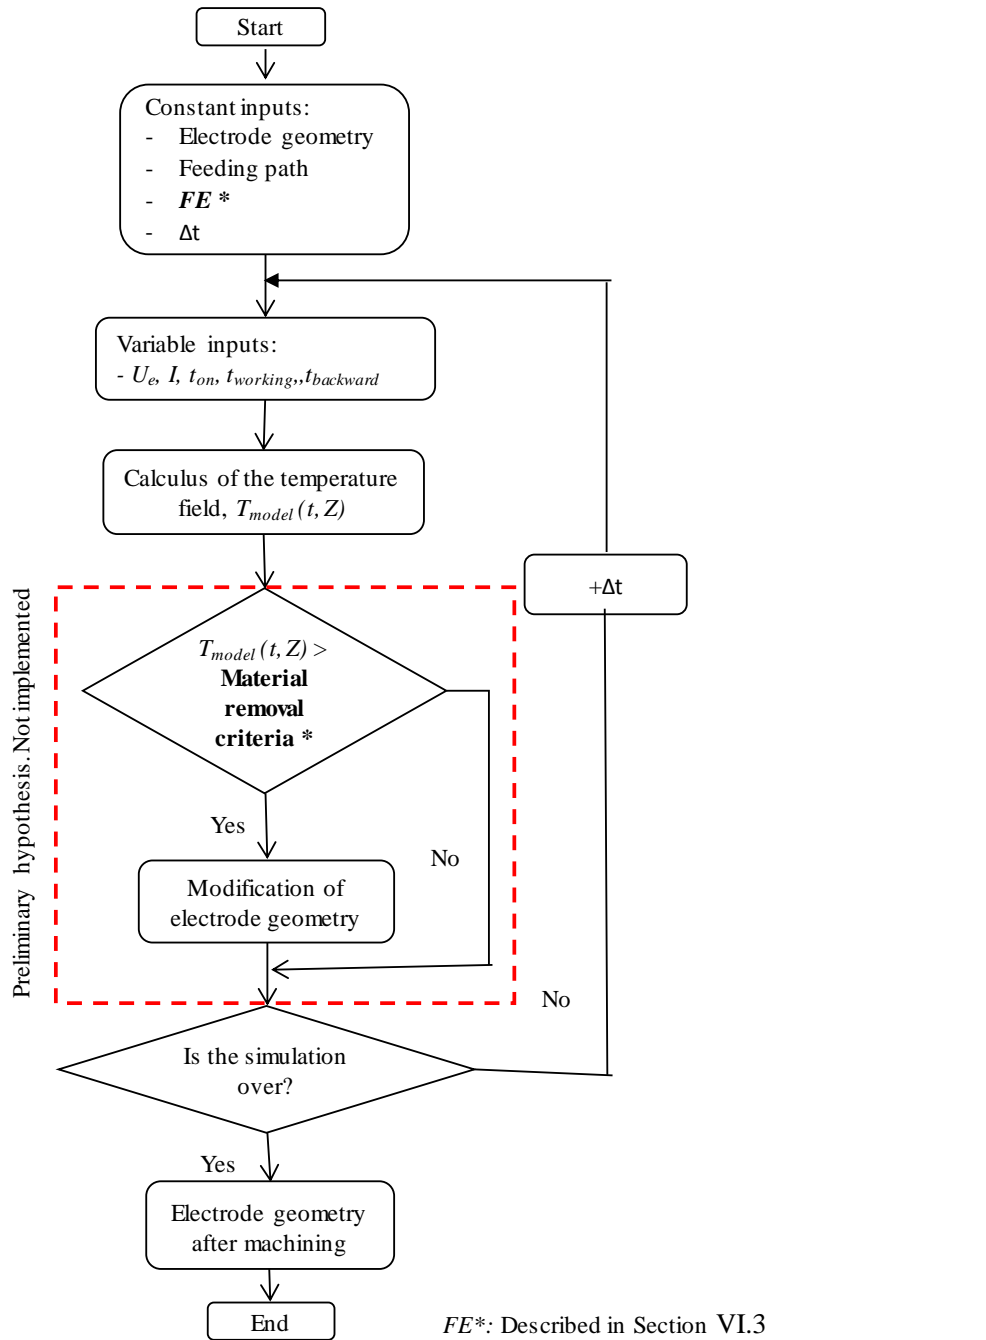 Start
Constant inputs:
- Electrode geometry
- Feeding path
- FE *
- Δt
Variable inputs:
- Ue, I, ton, tworking,,tbackward
Calculus of the temperature
field, Tmodel (t, Z)
+Δt
Preliminary hypothesis. Not implemented
Tmodel (t, Z) >
Material
removal
criteria *
Yes
No
Modification of
electrode geometry
No
Is the simulation
over?
Yes
Electrode geometry
after machining
End
FE*: Described in Section VI.3